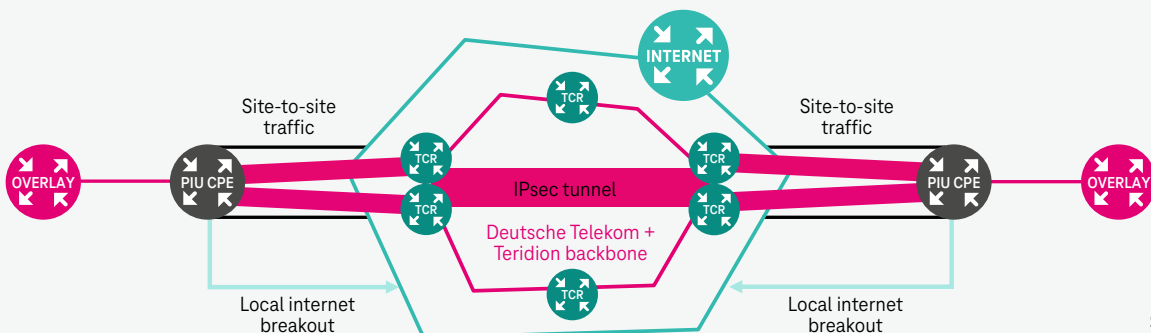 INTERNET
TCR
Site-to-site
traffic
Site-to-site
traffic
TCR
TCR
OVERLAY
PIU CPE
IPsec tunnel
PIU CPE
OVERLAY
TCR
TCR
Deutsche Telekom +
Teridion backbone
TCR
Local internet
breakout
Local internet
breakout